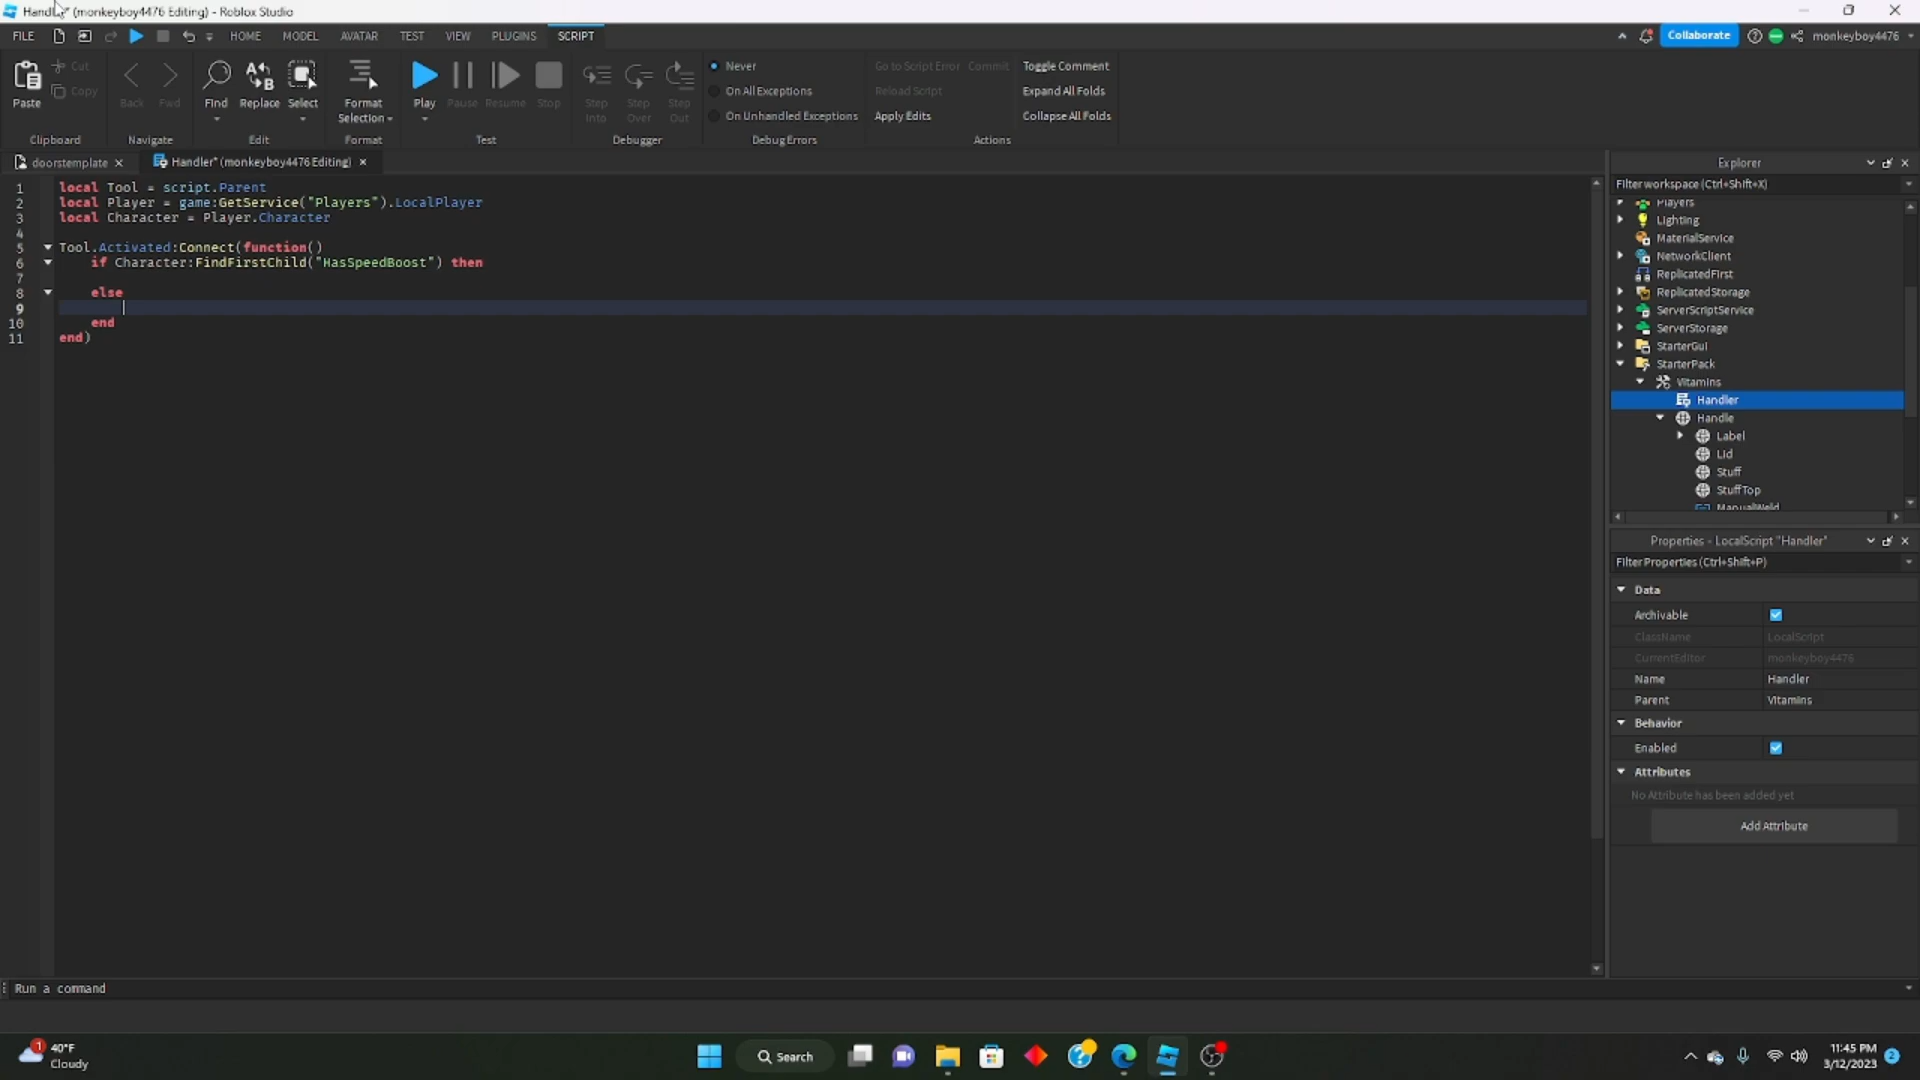 Handler* (monkeyboy4476 Editing) - Roblox Studio
FILE HOME MODEL AVATAR TEST VIEW PLUGINS SCRIPT Collaborate monkeyboy4476
Paste Cut Copy Back Fwd Find Replace Select Format Selection Play Pause Resume Stop Step Into Step Over Step Out
Never Go to Script Error Commit Toggle Comment
On All Exceptions Reload Script Expand All Folds
On Unhandled Exceptions Apply Edits Collapse All Folds
Clipboard Navigate Edit Format Test Debugger Debug Errors Actions
doorstemplate Handler* (monkeyboy4476 Editing)
1 local Tool = script.Parent
2 local Player = game:GetService("Players").LocalPlayer
3 local Character = Player.Character
4
5 Tool.Activated:Connect(function()
6 if Character:FindFirstChild("HasSpeedBoost") then
7
8 else
9
10 end
11 end)
Explorer
Filter workspace (Ctrl+Shift+X)
Players
Lighting
MaterialService
NetworkClient
ReplicatedFirst
ReplicatedStorage
ServerScriptService
ServerStorage
StarterGui
StarterPack
Vitamins
Handler
Handle
Label
Lid
Stuff
StuffTop
ManualWeld
Properties - LocalScript "Handler"
Filter Properties (Ctrl+Shift+P)
Data
Archivable
ClassName LocalScript
CurrentEditor monkeyboy4476
Name Handler
Parent Vitamins
Behavior
Enabled
Attributes
No Attribute has been added yet
Add Attribute
Run a command
1 40°F
Cloudy
Search
11:45 PM
3/12/2023
2